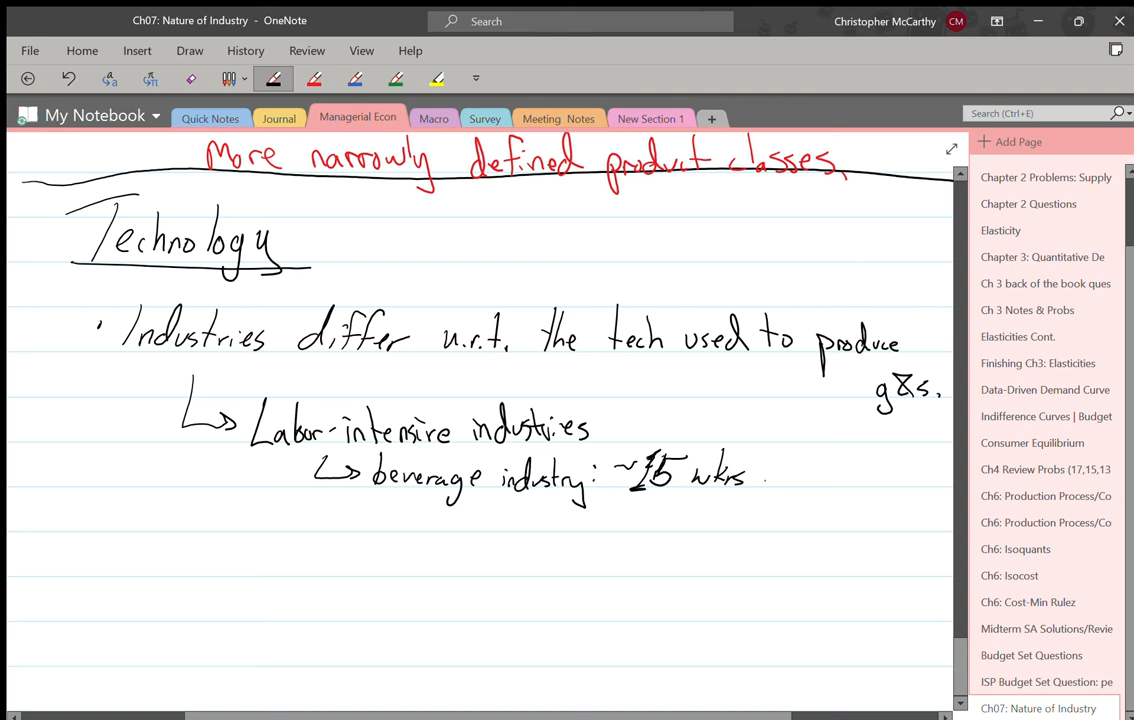 Ch07: Nature of Industry - OneNote
Search
Christopher McCarthy CM
File Home Insert Draw History Review View Help
My Notebook
Quick Notes Journal Managerial Econ Macro Survey Meeting Notes New Section 1 +
Search (Ctrl+E)
More narrowly defined product classes.
Technology
· Industries differ w.r.t. the tech used to produce
g&s.
Labor-intensive industries
beverage industry: ~15 wkrs
Add Page
Chapter 2 Problems: Supply
Chapter 2 Questions
Elasticity
Chapter 3: Quantitative De
Ch 3 back of the book ques
Ch 3 Notes & Probs
Elasticities Cont.
Finishing Ch3: Elasticities
Data-Driven Demand Curve
Indifference Curves | Budget
Consumer Equilibrium
Ch4 Review Probs (17,15,13
Ch6: Production Process/Co
Ch6: Production Process/Co
Ch6: Isoquants
Ch6: Isocost
Ch6: Cost-Min Rulez
Midterm SA Solutions/Revie
Budget Set Questions
ISP Budget Set Question: pe
Ch07: Nature of Industry